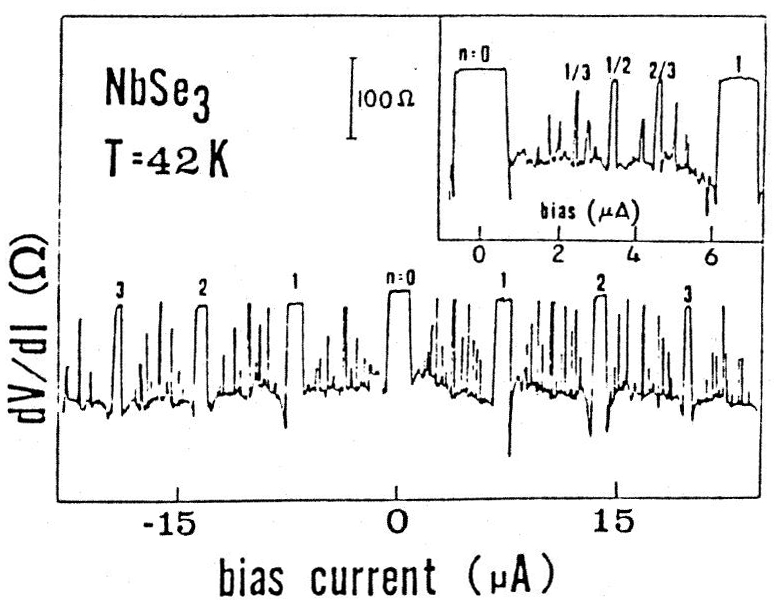 NbSe3
T=42K
100Ω
n=0
1/3 1/2 2/3 1
bias (μA)
0 2 4 6
3 2 1 n=0 1 2 3
dV/dI (Ω)
-15 0 15
bias current (μA)